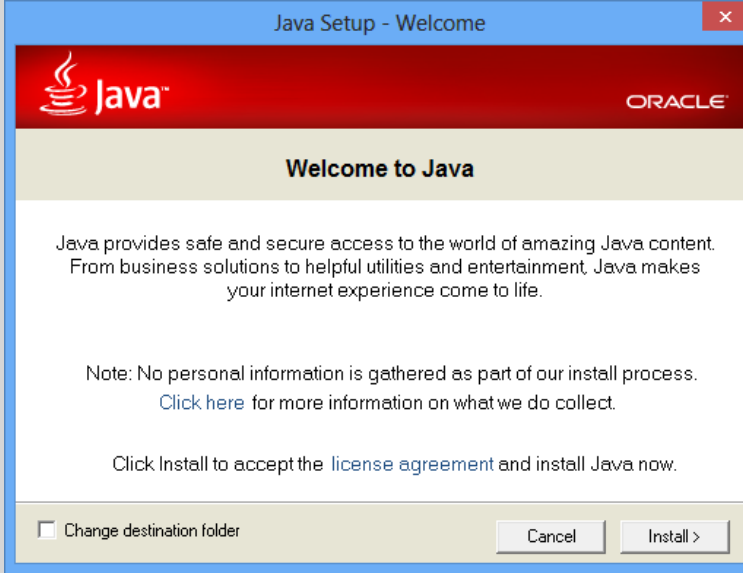 Java Setup - Welcome
Java™
ORACLE
Welcome to Java
Java provides safe and secure access to the world of amazing Java content.
From business solutions to helpful utilities and entertainment, Java makes
your internet experience come to life.
Note: No personal information is gathered as part of our install process.
Click here for more information on what we do collect.
Click Install to accept the license agreement and install Java now.
Change destination folder
Cancel
Install >